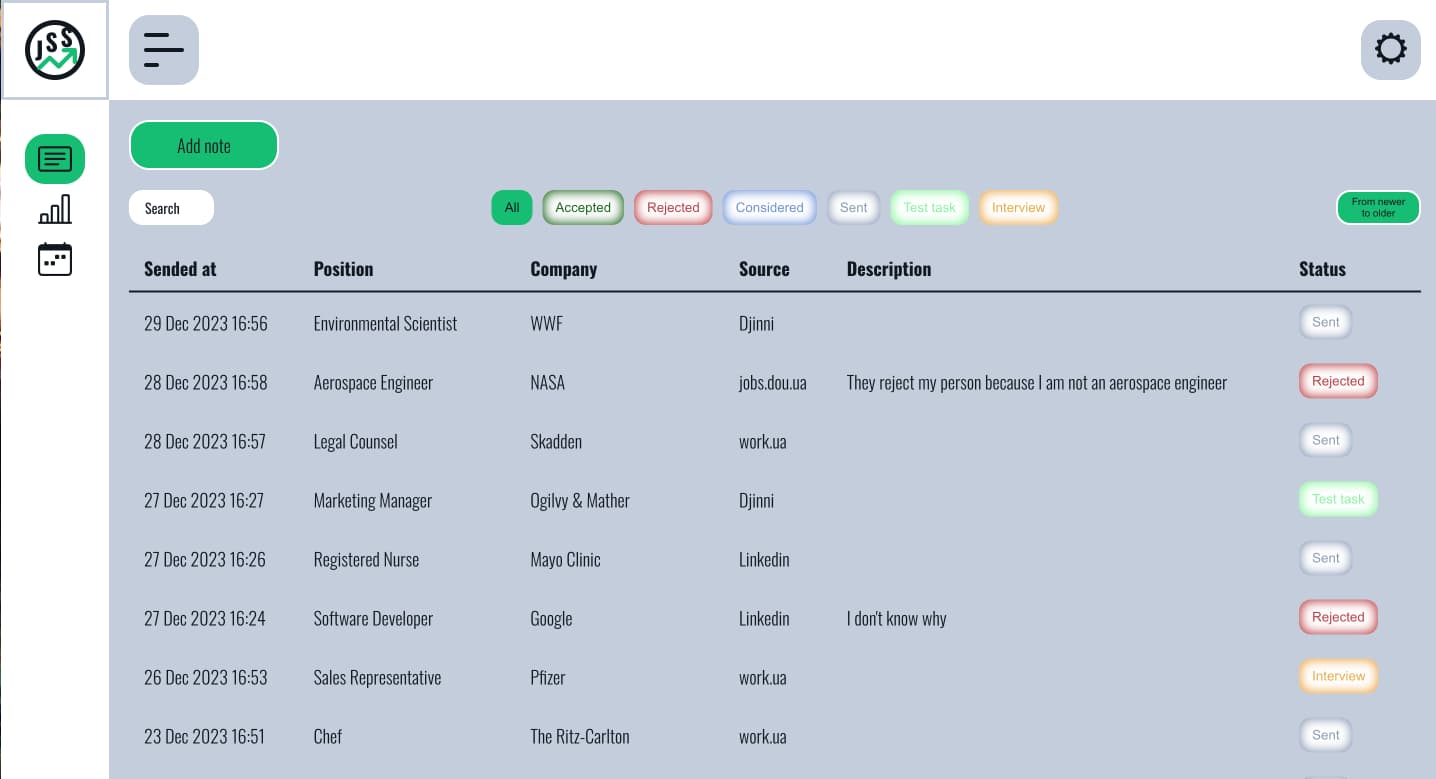 JSS
Add note
Search
All Accepted Rejected Considered Sent Test task Interview
From newer
to older
Sended at Position Company Source Description Status
29 Dec 2023 16:56 Environmental Scientist WWF Djinni Sent
28 Dec 2023 16:58 Aerospace Engineer NASA jobs.dou.ua They reject my person because I am not an aerospace engineer Rejected
28 Dec 2023 16:57 Legal Counsel Skadden work.ua Sent
27 Dec 2023 16:27 Marketing Manager Ogilvy & Mather Djinni Test task
27 Dec 2023 16:26 Registered Nurse Mayo Clinic Linkedin Sent
27 Dec 2023 16:24 Software Developer Google Linkedin I don't know why Rejected
26 Dec 2023 16:53 Sales Representative Pfizer work.ua Interview
23 Dec 2023 16:51 Chef The Ritz-Carlton work.ua Sent